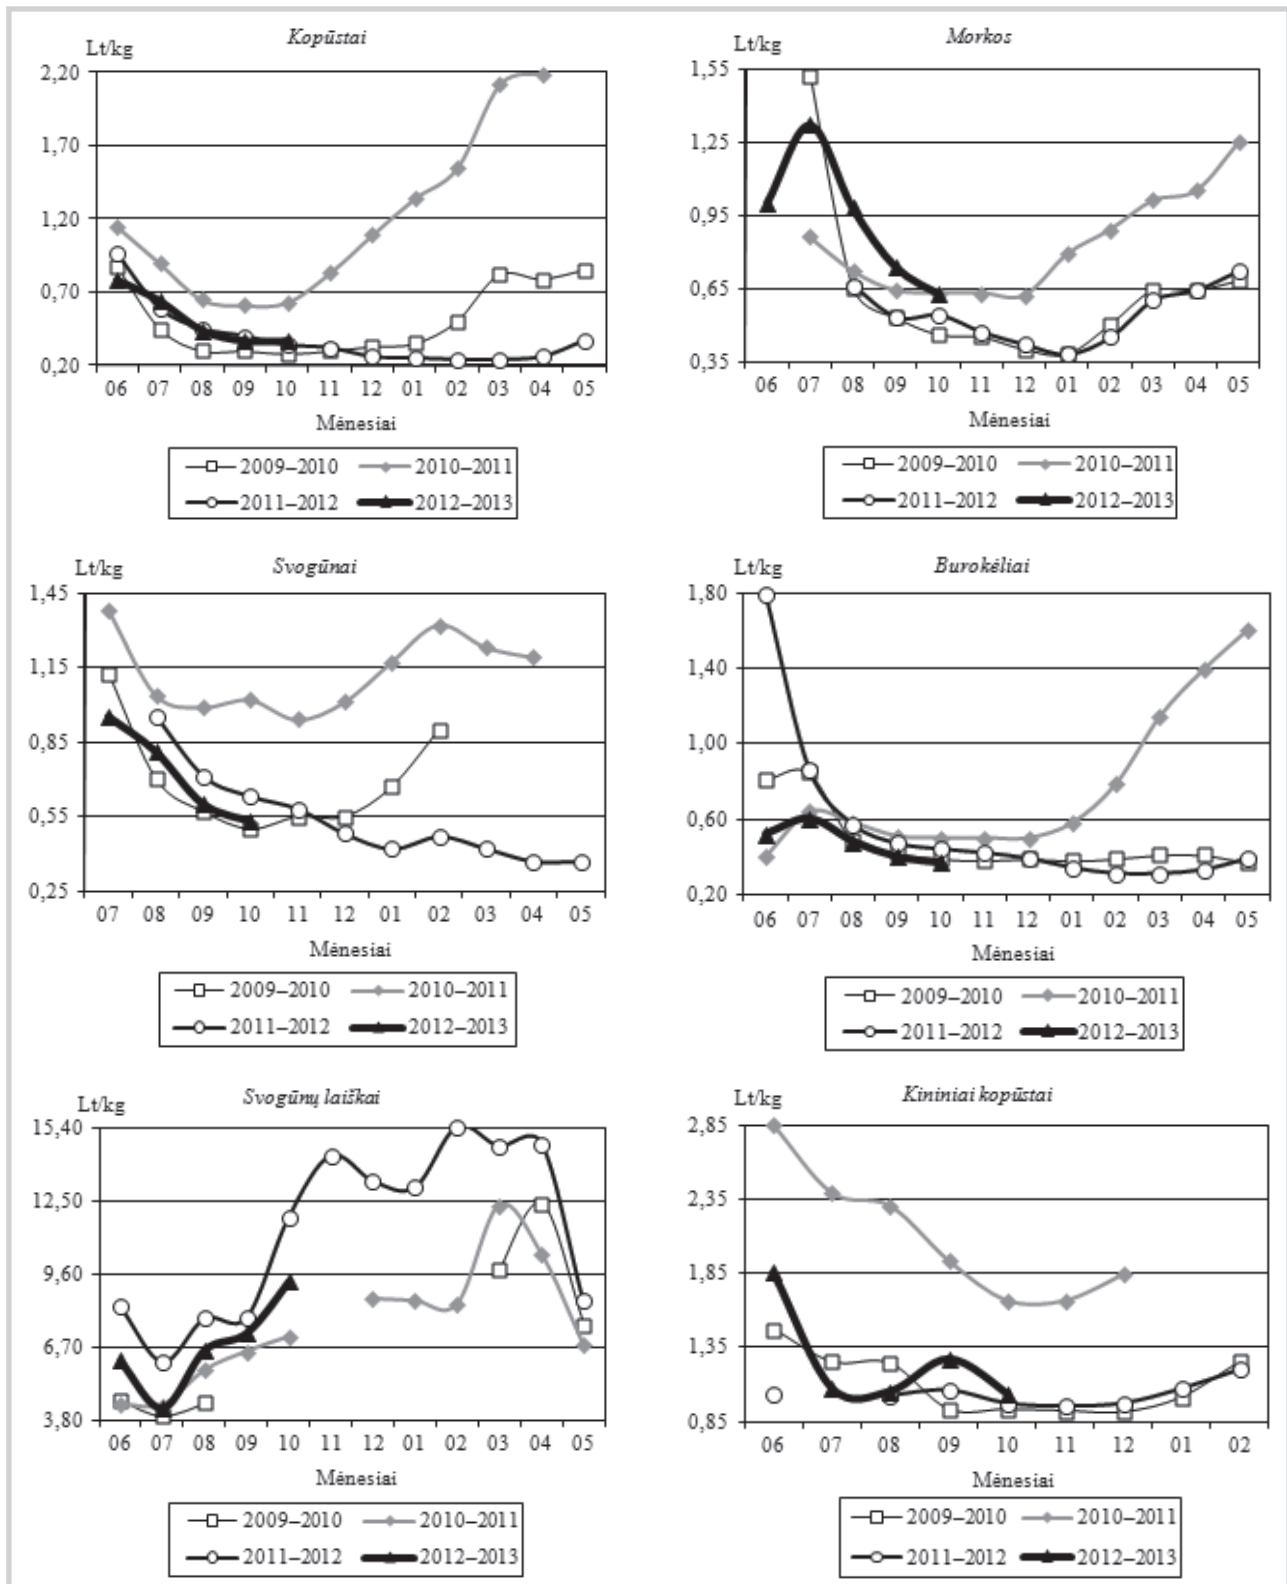 Kopūstai
Lt/kg
2,20
1,70
1,20
0,70
0,20
06 07 08 09 10 11 12 01 02 03 04 05
Mėnesiai
2009–2010 2010–2011
2011–2012 2012–2013
Morkos
Lt/kg
1,55
1,25
0,95
0,65
0,35
06 07 08 09 10 11 12 01 02 03 04 05
Mėnesiai
2009–2010 2010–2011
2011–2012 2012–2013
Svogūnai
Lt/kg
1,45
1,15
0,85
0,55
0,25
07 08 09 10 11 12 01 02 03 04 05
Mėnesiai
2009–2010 2010–2011
2011–2012 2012–2013
Burokėliai
Lt/kg
1,80
1,40
1,00
0,60
0,20
06 07 08 09 10 11 12 01 02 03 04 05
Mėnesiai
2009–2010 2010–2011
2011–2012 2012–2013
Svogūnų laiškai
Lt/kg
15,40
12,50
9,60
6,70
3,80
06 07 08 09 10 11 12 01 02 03 04 05
Mėnesiai
2009–2010 2010–2011
2011–2012 2012–2013
Kininiai kopūstai
Lt/kg
2,85
2,35
1,85
1,35
0,85
06 07 08 09 10 11 12 01 02
Mėnesiai
2009–2010 2010–2011
2011–2012 2012–2013